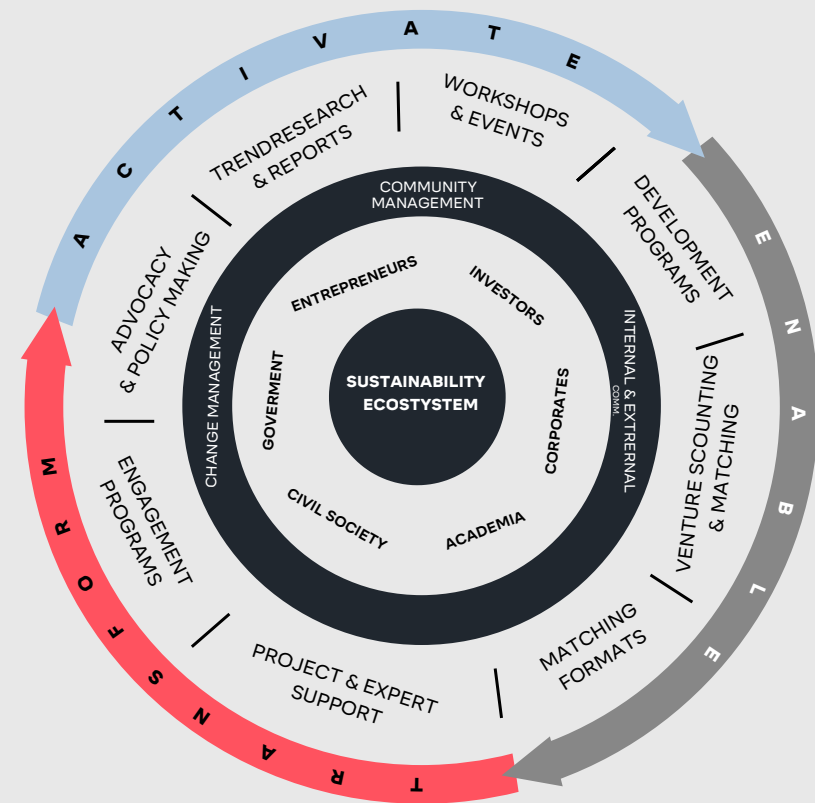 ACTIVATE
ENABLE
TRANSFORM
TRENDRESEARCH
& REPORTS
WORKSHOPS
& EVENTS
DEVELOPMENT
PROGRAMS
VENTURE SCOUNTING
& MATCHING
MATCHING
FORMATS
PROJECT & EXPERT
SUPPORT
ENGAGEMENT
PROGRAMS
ADVOCACY
& POLICY MAKING
COMMUNITY
MANAGEMENT
INTERNAL & EXTRERNAL
COMM.
CHANGE MANAGEMENT
ENTREPRENEURS
INVESTORS
CORPORATES
ACADEMIA
CIVIL SOCIETY
GOVERMENT
SUSTAINABILITY
ECOSTYSTEM